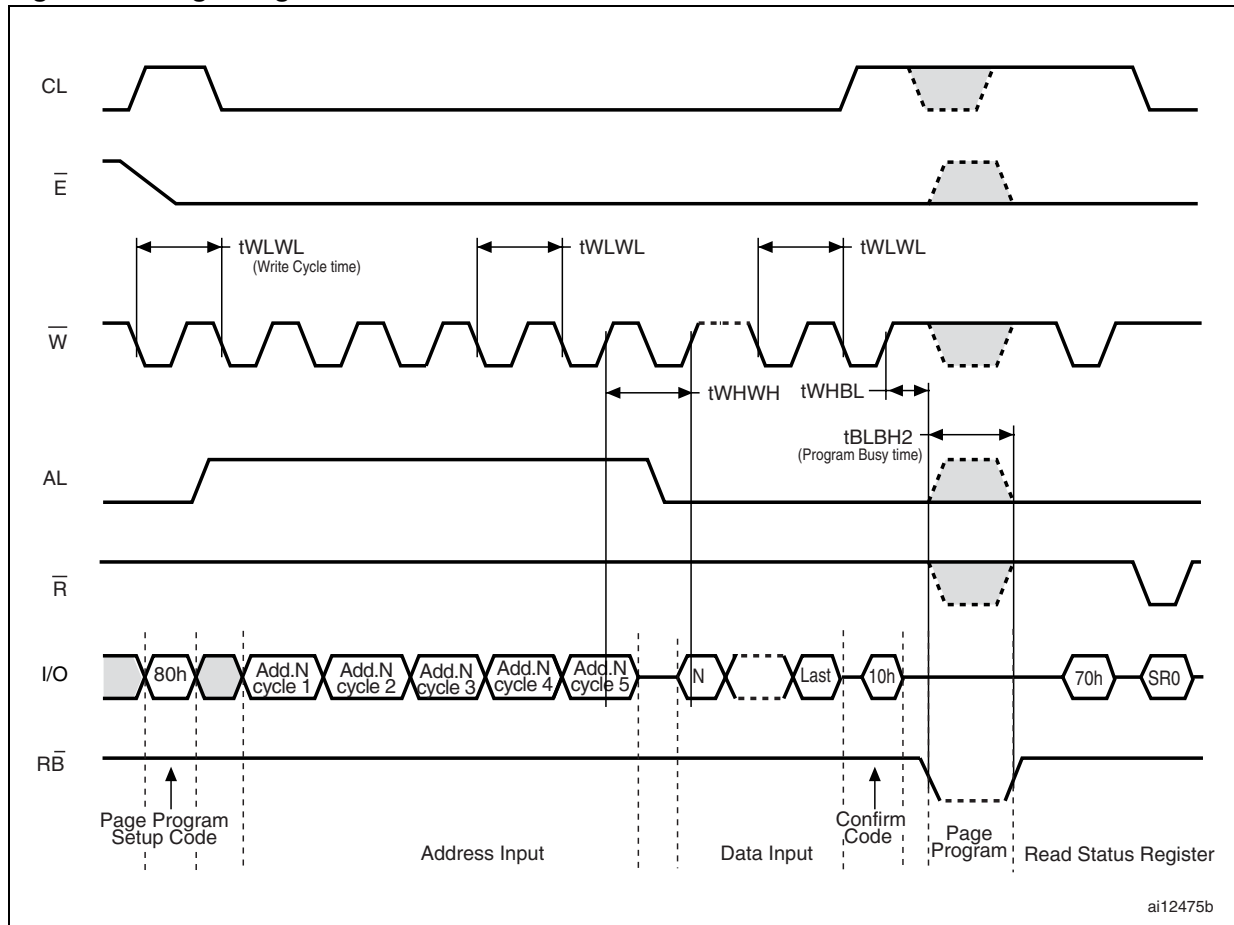 CL
E̅
tWLWL
(Write Cycle time)
tWLWL
tWLWL
W̅
tWHWH
tWHBL
tBLBH2
(Program Busy time)
AL
R̅
I/O
80h
Add.N
cycle 1
Add.N
cycle 2
Add.N
cycle 3
Add.N
cycle 4
Add.N
cycle 5
N
Last
10h
70h
SR0
RB̅
Page Program
Setup Code
Address Input
Data Input
Confirm
Code
Page
Program
Read Status Register
ai12475b